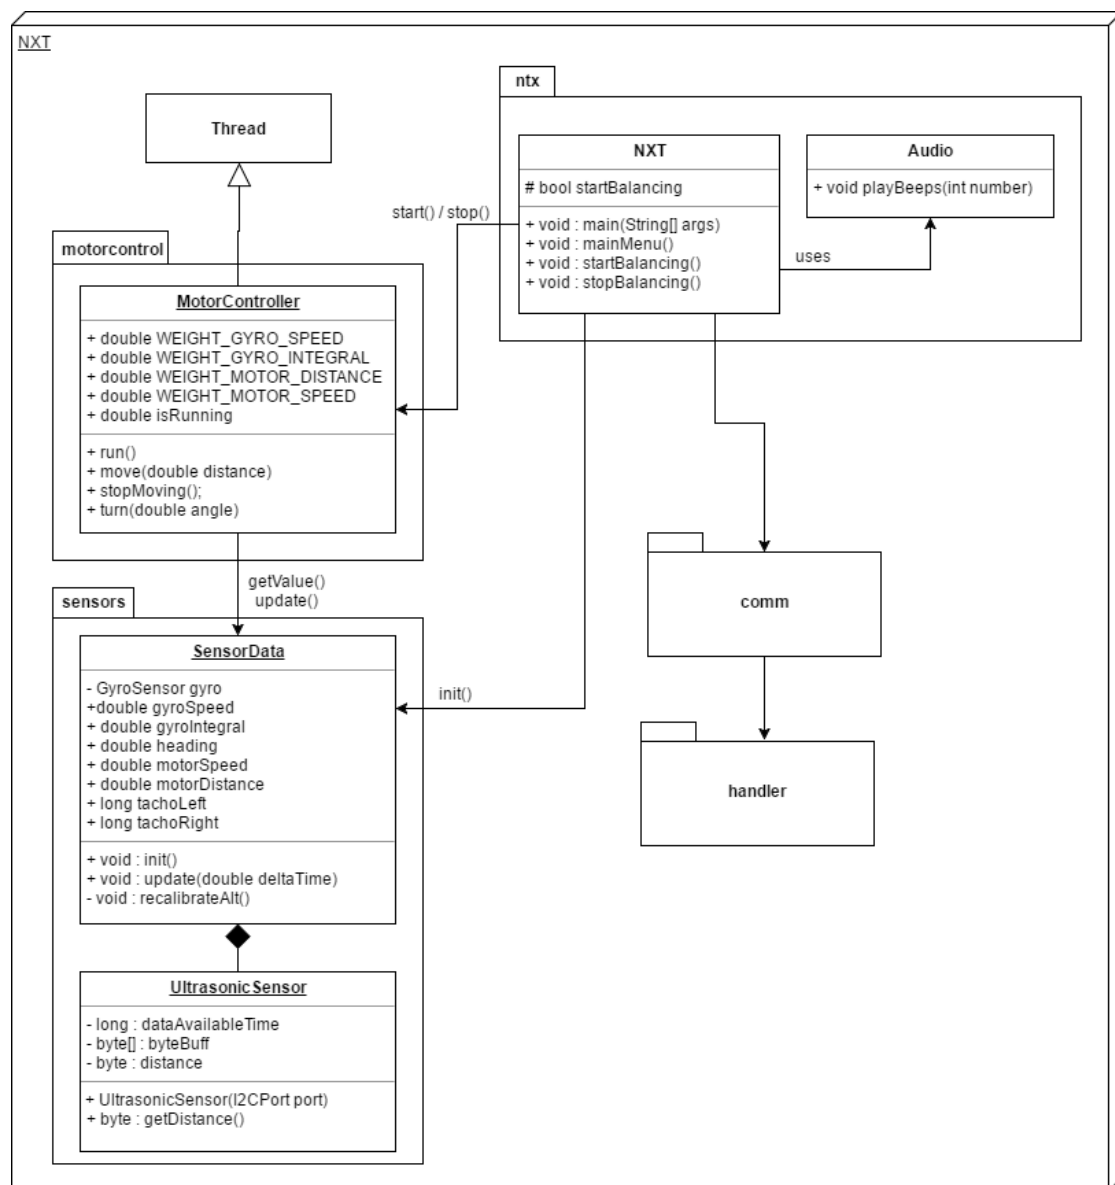 NXT
Thread
ntx
NXT
# bool startBalancing
+ void : main(String[] args)
+ void : mainMenu()
+ void : startBalancing()
+ void : stopBalancing()
Audio
+ void playBeeps(int number)
start() / stop()
uses
motorcontrol
MotorController
+ double WEIGHT_GYRO_SPEED
+ double WEIGHT_GYRO_INTEGRAL
+ double WEIGHT_MOTOR_DISTANCE
+ double WEIGHT_MOTOR_SPEED
+ double isRunning
+ run()
+ move(double distance)
+ stopMoving();
+ turn(double angle)
getValue()
update()
sensors
SensorData
- GyroSensor gyro
+double gyroSpeed
+ double gyroIntegral
+ double heading
+ double motorSpeed
+ double motorDistance
+ long tachoLeft
+ long tachoRight
+ void : init()
+ void : update(double deltaTime)
- void : recalibrateAlt()
init()
comm
handler
UltrasonicSensor
- long : dataAvailableTime
- byte[] : byteBuff
- byte : distance
+ UltrasonicSensor(I2CPort port)
+ byte : getDistance()